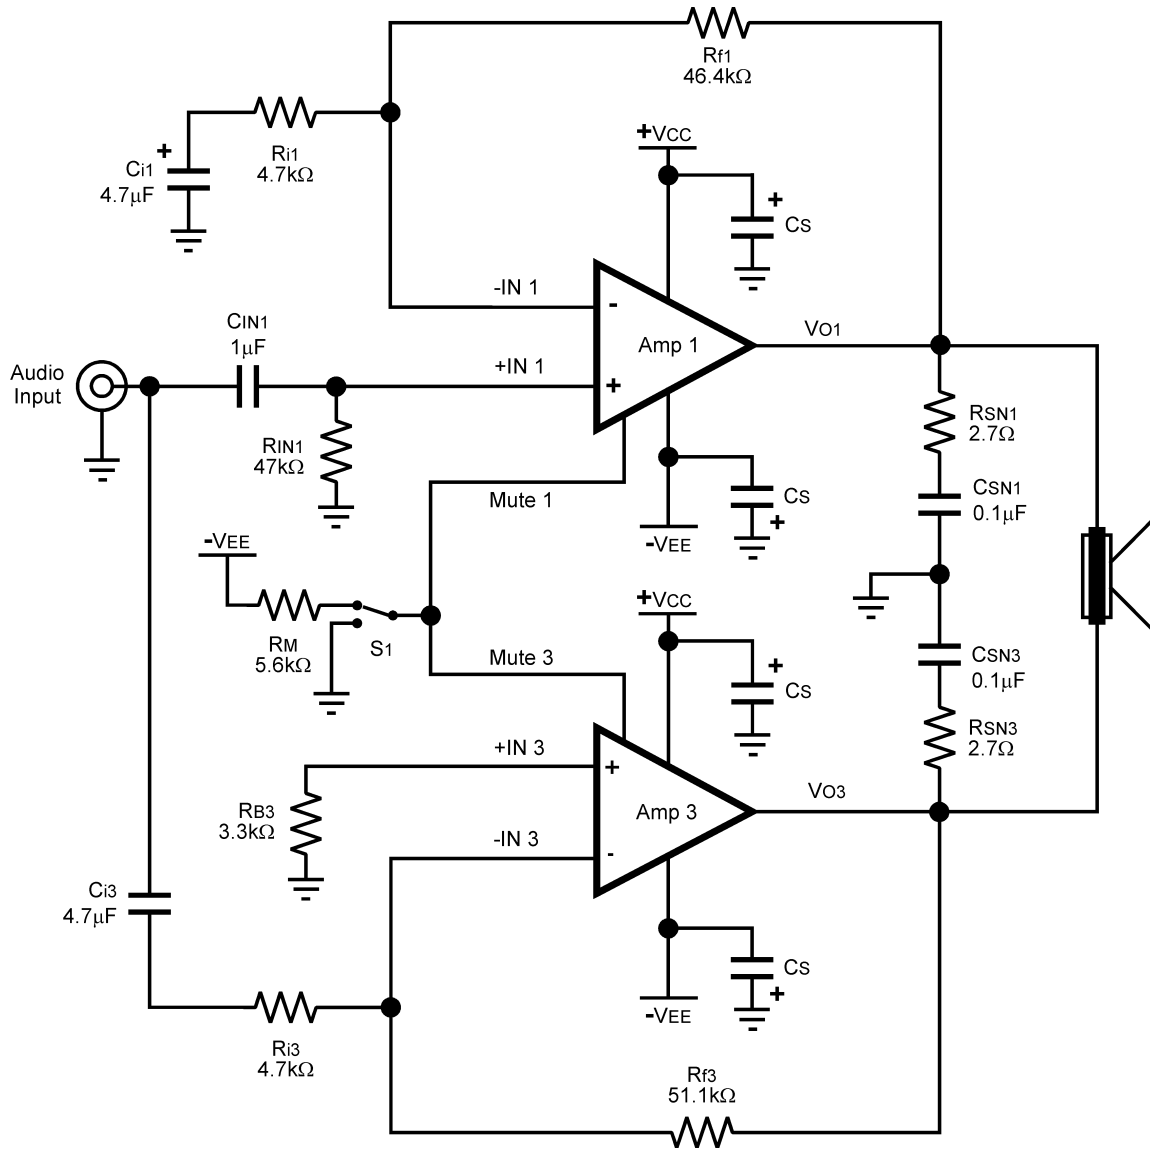 Rf1
46.4kΩ
+VCC
Ri1
4.7kΩ
+
Ci1
4.7μF
+
CS
-IN 1
-
CIN1
1μF
VO1
Amp 1
Audio
Input
+IN 1
+
RSN1
2.7Ω
RIN1
47kΩ
Mute 1
CS
+
CSN1
0.1μF
-VEE
-VEE
+VCC
RM
5.6kΩ
S1
Mute 3
+
CS
CSN3
0.1μF
RSN3
2.7Ω
+IN 3
+
VO3
RB3
3.3kΩ
Amp 3
-IN 3
-
Ci3
4.7μF
CS
+
-VEE
Ri3
4.7kΩ
Rf3
51.1kΩ